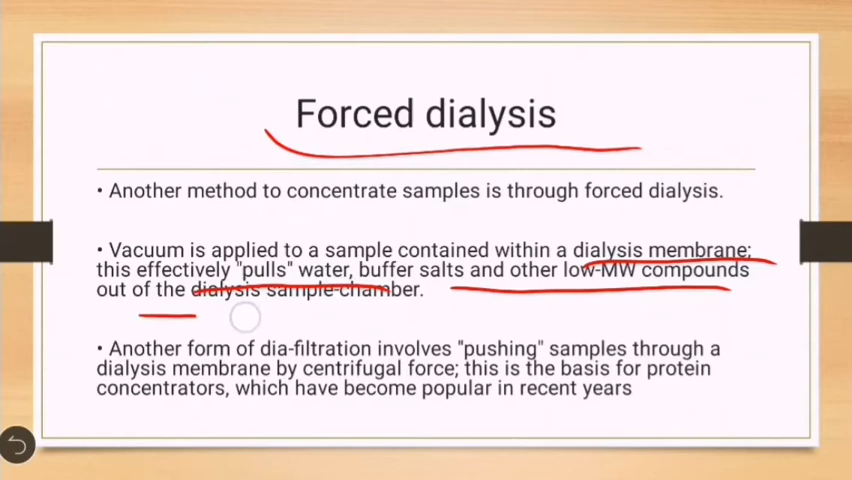 Forced dialysis
• Another method to concentrate samples is through forced dialysis.
• Vacuum is applied to a sample contained within a dialysis membrane;
this effectively "pulls" water, buffer salts and other low-MW compounds
out of the dialysis sample-chamber.
• Another form of dia-filtration involves "pushing" samples through a
dialysis membrane by centrifugal force; this is the basis for protein
concentrators, which have become popular in recent years